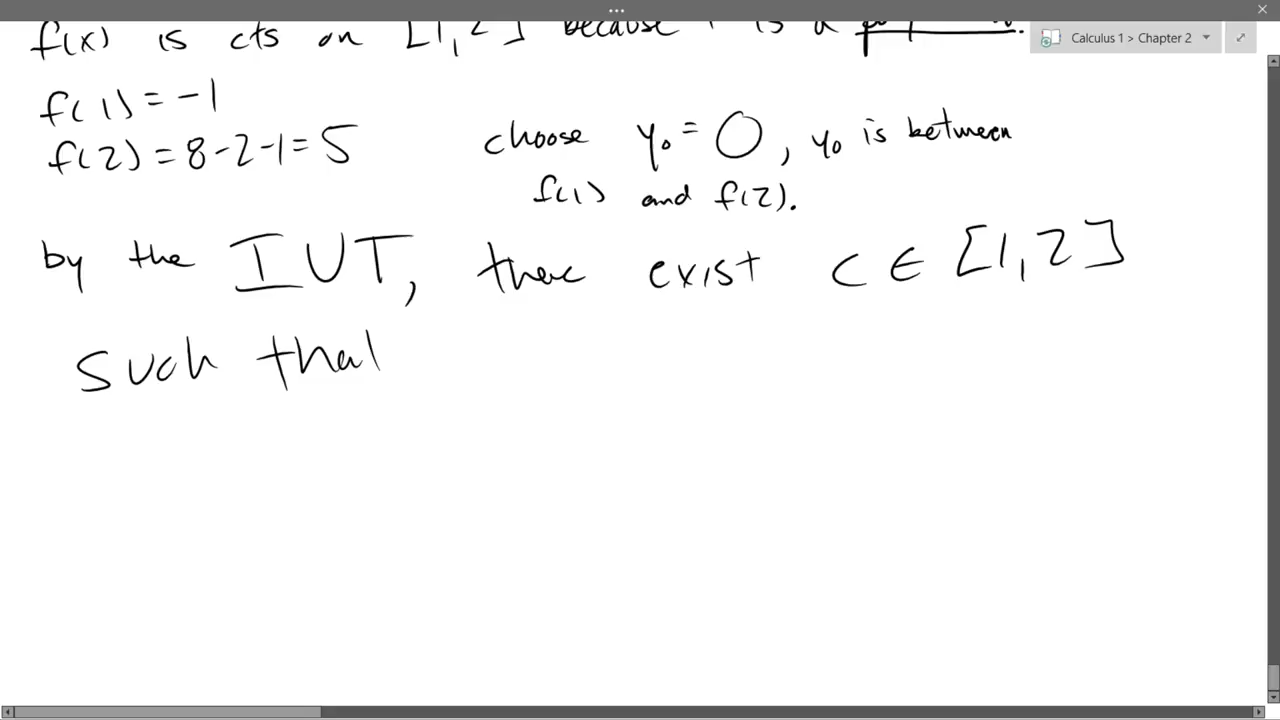 Calculus 1 > Chapter 2
f(x) is cts on [1,2] because is a
f(1) = -1
f(2) = 8-2-1 = 5
choose y₀ = 0, y₀ is between
f(1) and f(2).
by the IVT, there exist c ∈ [1,2]
such that